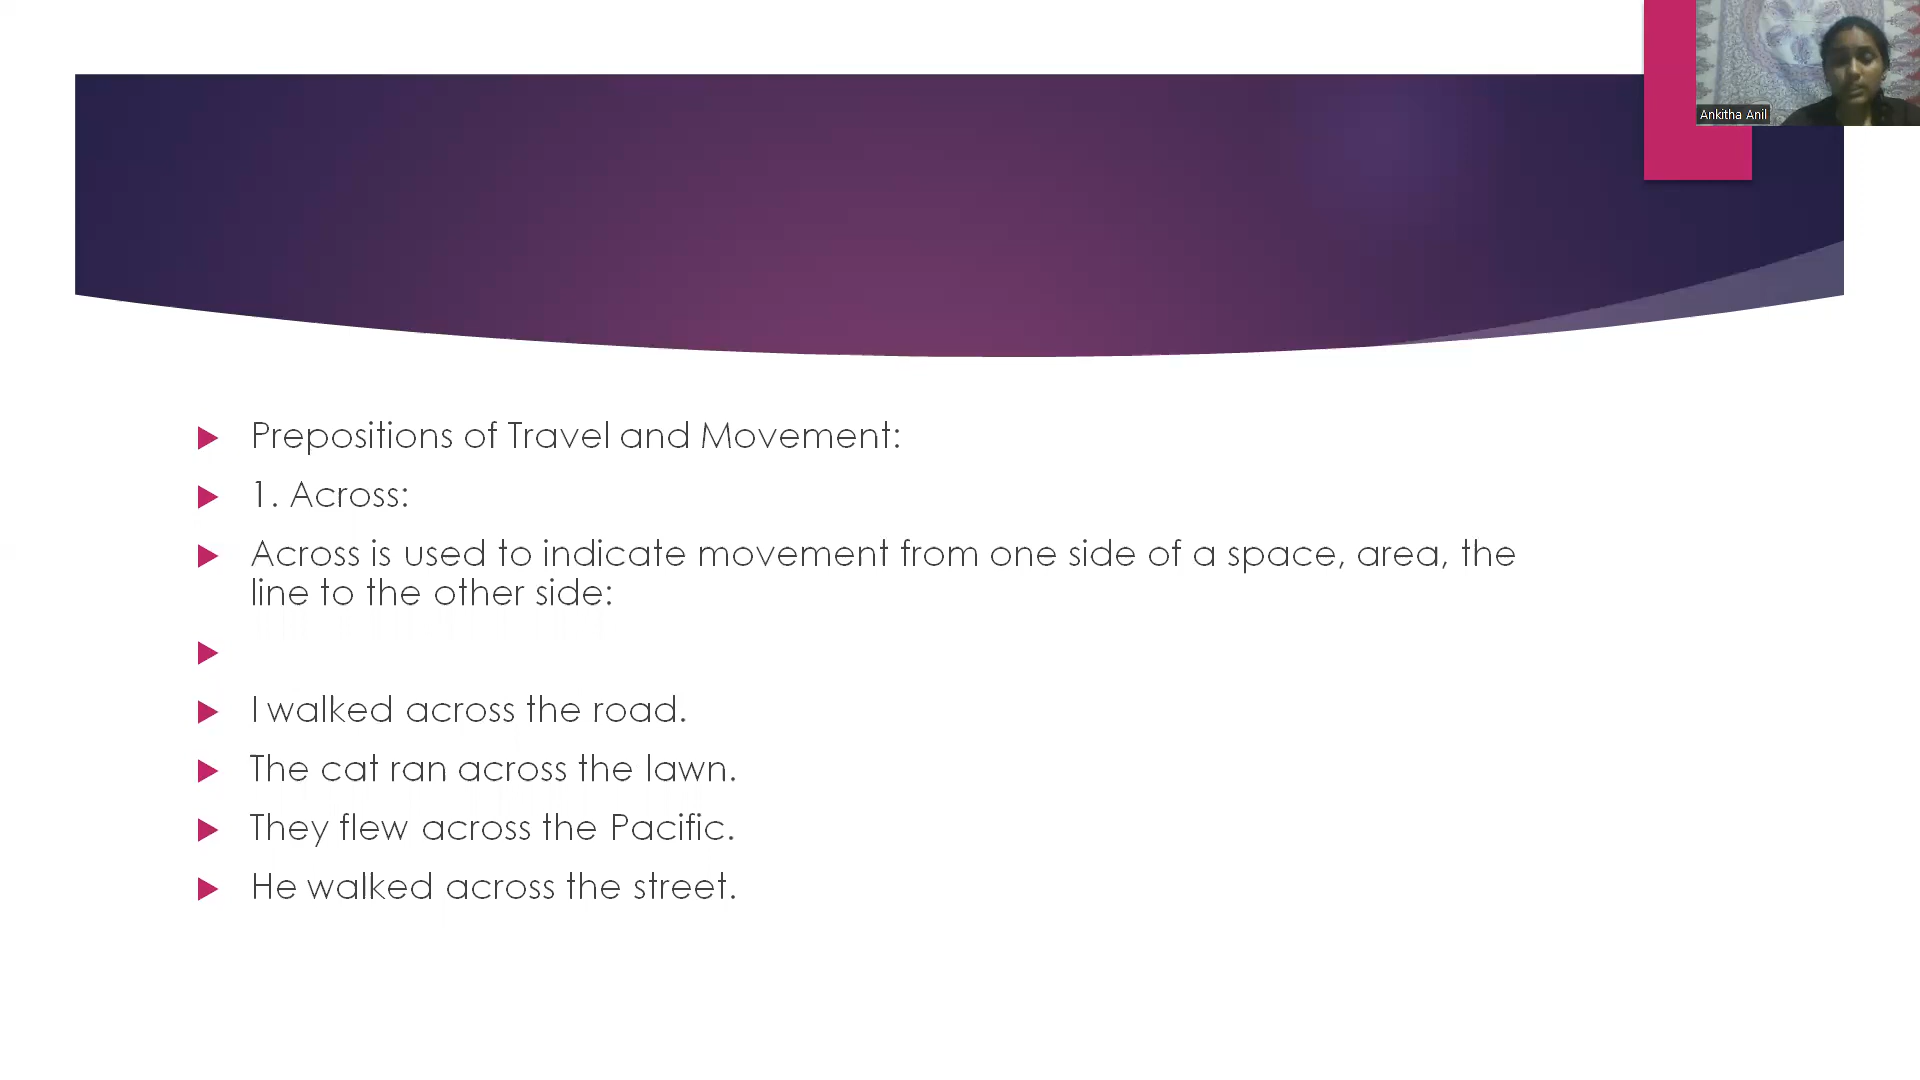 Ankitha Anil
Prepositions of Travel and Movement:
1. Across:
Across is used to indicate movement from one side of a space, area, the
line to the other side:
I walked across the road.
The cat ran across the lawn.
They flew across the Pacific.
He walked across the street.